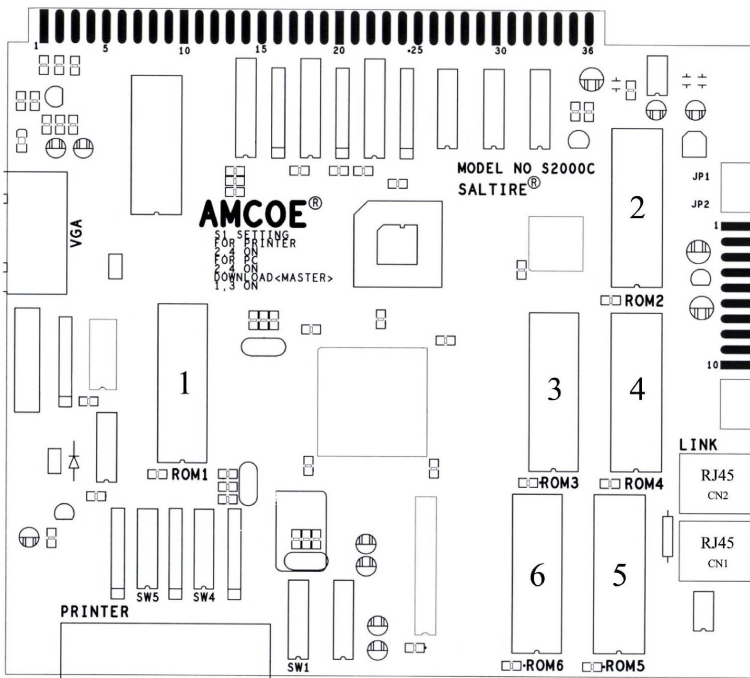 1 5 10 15 20 25 30 36
MODEL NO S2000C
SALTIRE®
AMCOE®
S1 SETTING
FOR PRINTER
2,4 ON
FOR PC
2,4 ON
DOWNLOAD<MASTER>
1,3 ON
VGA
JP1
JP2
1
10
2
ROM2
1
ROM1
3
ROM3
4
ROM4
LINK
RJ45
CN2
RJ45
CN1
6
ROM6
5
ROM5
SW5
SW4
PRINTER
SW1